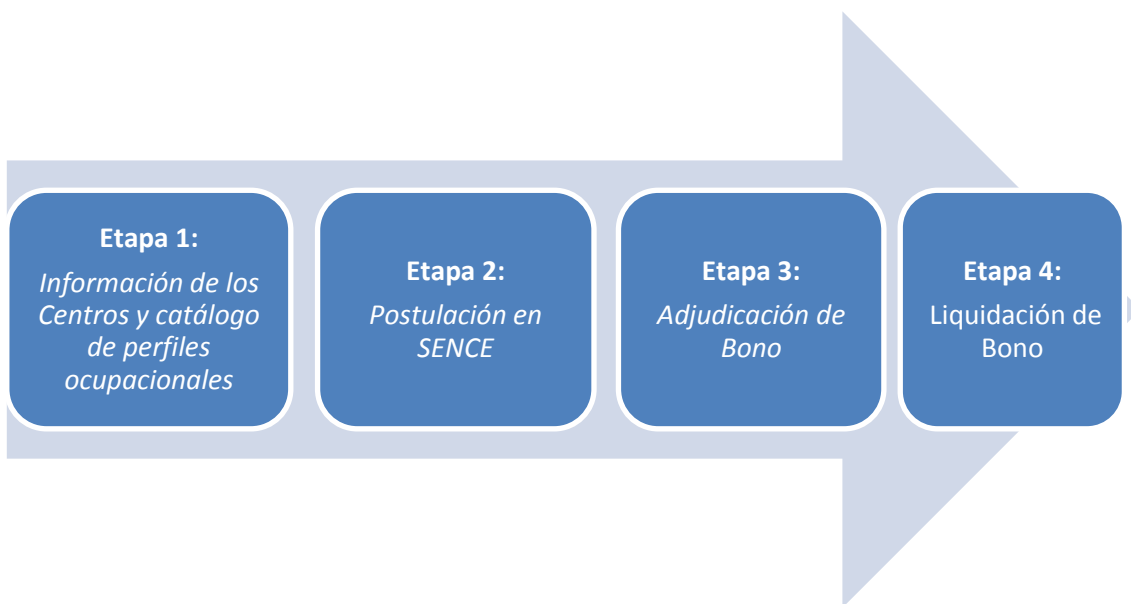 Etapa 1:
Información de los
Centros y catálogo
de perfiles
ocupacionales
Etapa 2:
Postulación en
SENCE
Etapa 3:
Adjudicación de
Bono
Etapa 4:
Liquidación de
Bono